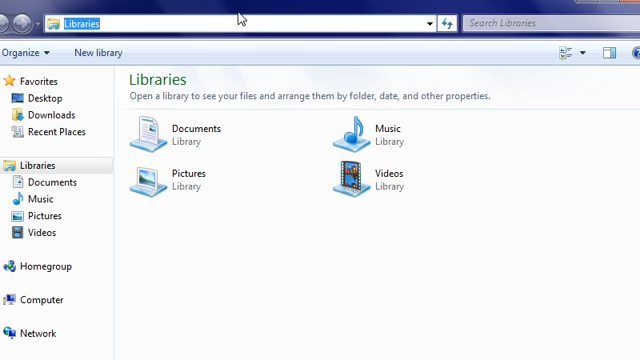 Libraries
Search Libraries
Organize
New library
Favorites
Desktop
Downloads
Recent Places
Libraries
Documents
Music
Pictures
Videos
Homegroup
Computer
Network
Libraries
Open a library to see your files and arrange them by folder, date, and other properties.
Documents
Library
Music
Library
Pictures
Library
Videos
Library